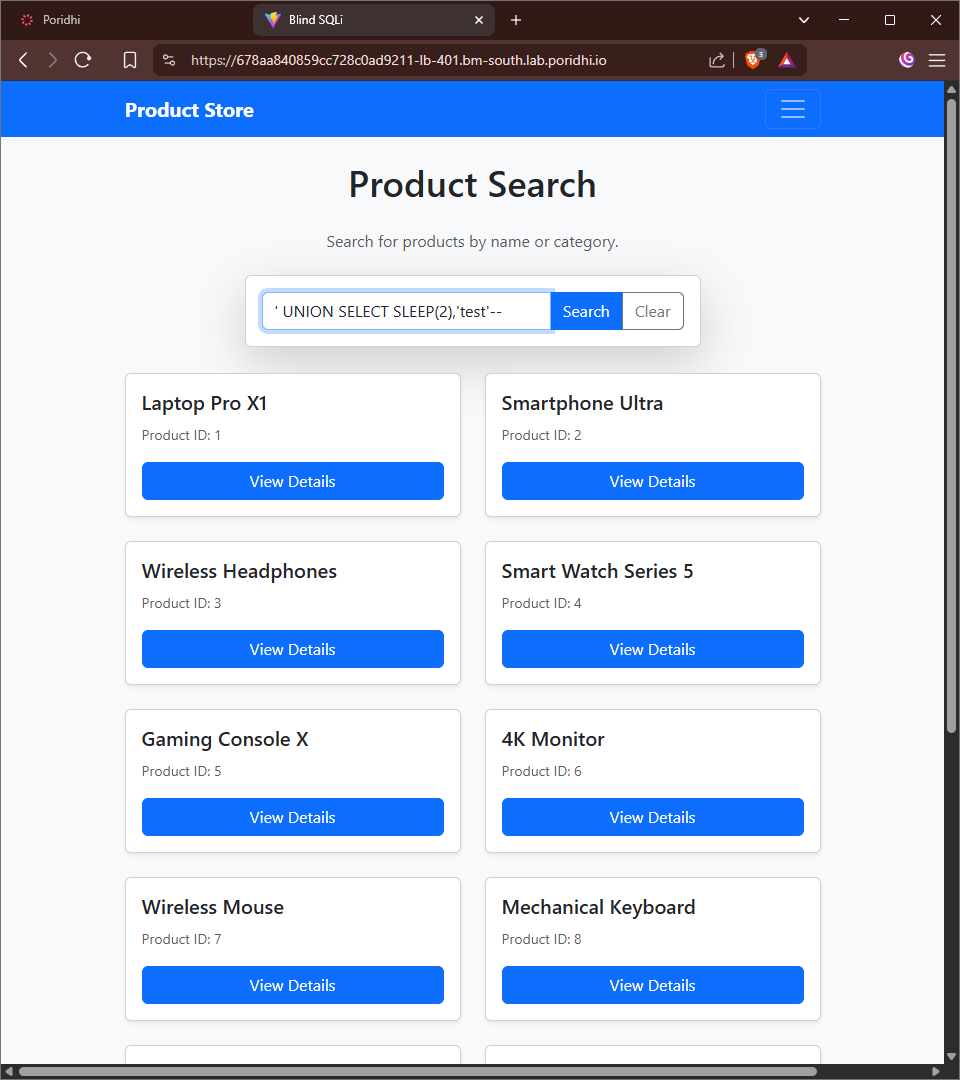 Poridhi
Blind SQLi
https://678aa840859cc728c0ad9211-lb-401.bm-south.lab.poridhi.io
3
Product Store
Product Search
Search for products by name or category.
' UNION SELECT SLEEP(2),'test'--
Search
Clear
Laptop Pro X1
Product ID: 1
View Details
Smartphone Ultra
Product ID: 2
View Details
Wireless Headphones
Product ID: 3
View Details
Smart Watch Series 5
Product ID: 4
View Details
Gaming Console X
Product ID: 5
View Details
4K Monitor
Product ID: 6
View Details
Wireless Mouse
Product ID: 7
View Details
Mechanical Keyboard
Product ID: 8
View Details